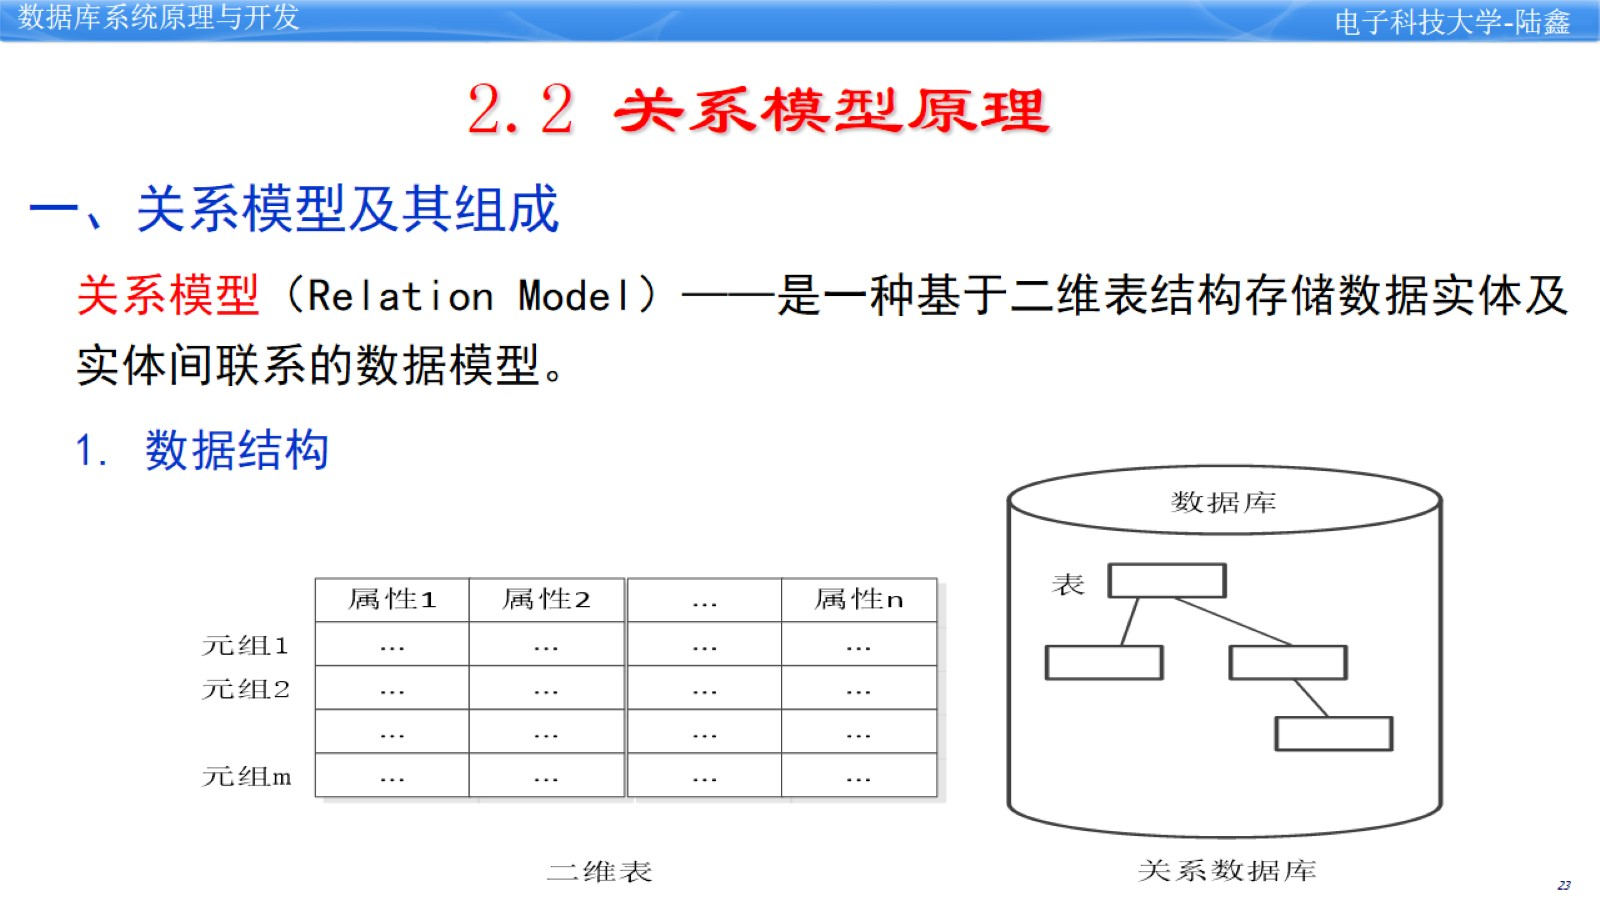 数据库系统原理与开发
电子科技大学-陆鑫
2.2 关系模型原理
一、关系模型及其组成
关系模型（Relation Model）——是一种基于二维表结构存储数据实体及
实体间联系的数据模型。
1. 数据结构
属性1 属性2 … 属性n
元组1 … … … …
元组2 … … … …
… … … …
元组m … … … …
二维表
数据库
表
关系数据库
23